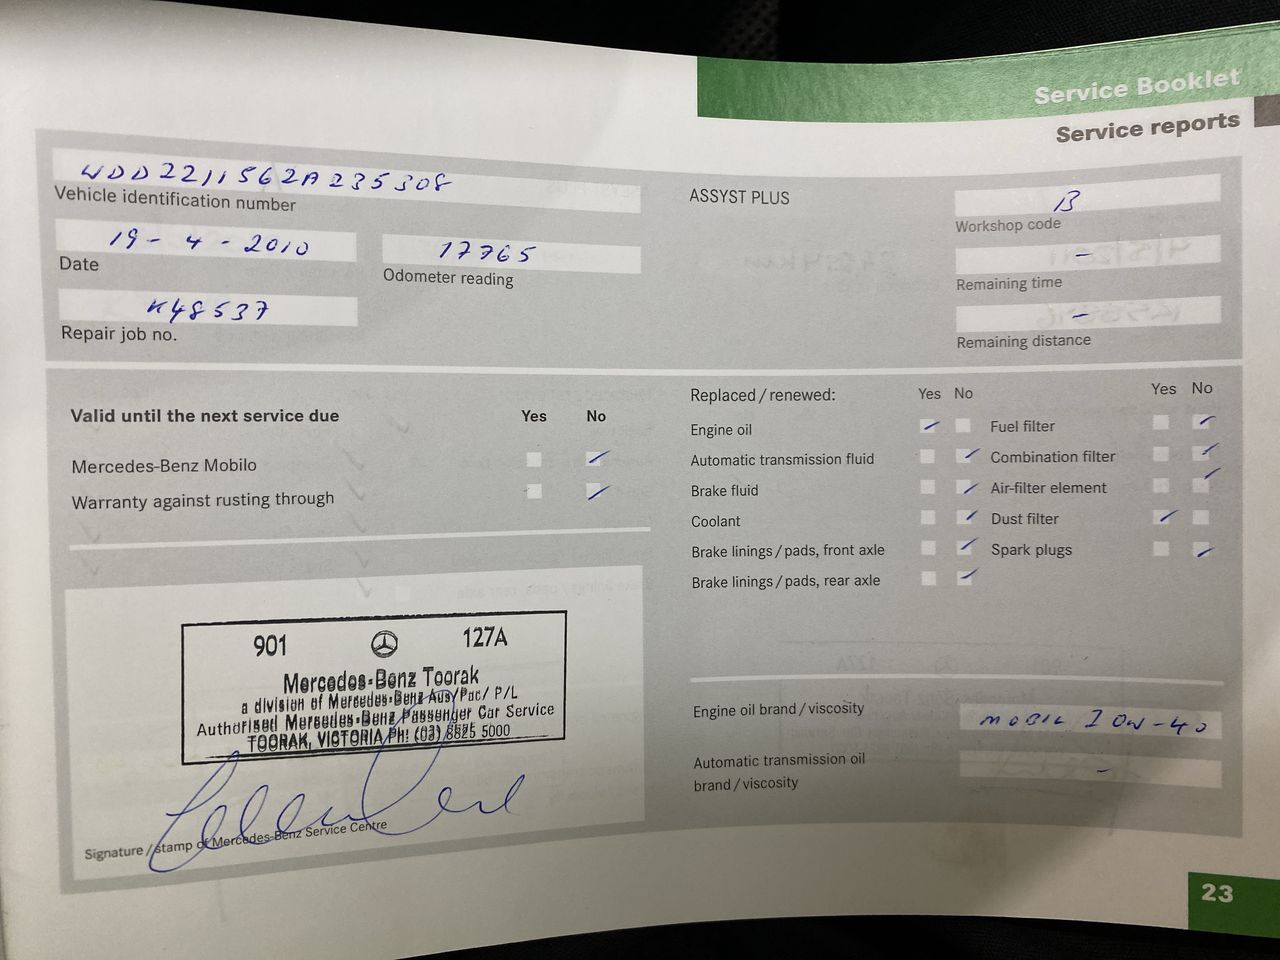 Service Booklet
Service reports
WDD2211562A235308
Vehicle identification number
19-4-2010
Date
17765
Odometer reading
K48537
Repair job no.
ASSYST PLUS
B
Workshop code
-
Remaining time
-
Remaining distance
Valid until the next service due Yes No
Mercedes-Benz Mobilo
Warranty against rusting through
901 127A
Mercedes-Benz Toorak
a division of Mercedes-Benz Aus/Pac/ P/L
Authorised Mercedes-Benz Passenger Car Service
TOORAK, VICTORIA PH: (03) 8825 5000
Signature / stamp of Mercedes-Benz Service Centre
Replaced / renewed: Yes No Yes No
Engine oil Fuel filter
Automatic transmission fluid Combination filter
Brake fluid Air-filter element
Coolant Dust filter
Brake linings / pads, front axle Spark plugs
Brake linings / pads, rear axle
Engine oil brand / viscosity MOBIL 1 0W-40
Automatic transmission oil
brand / viscosity -
23